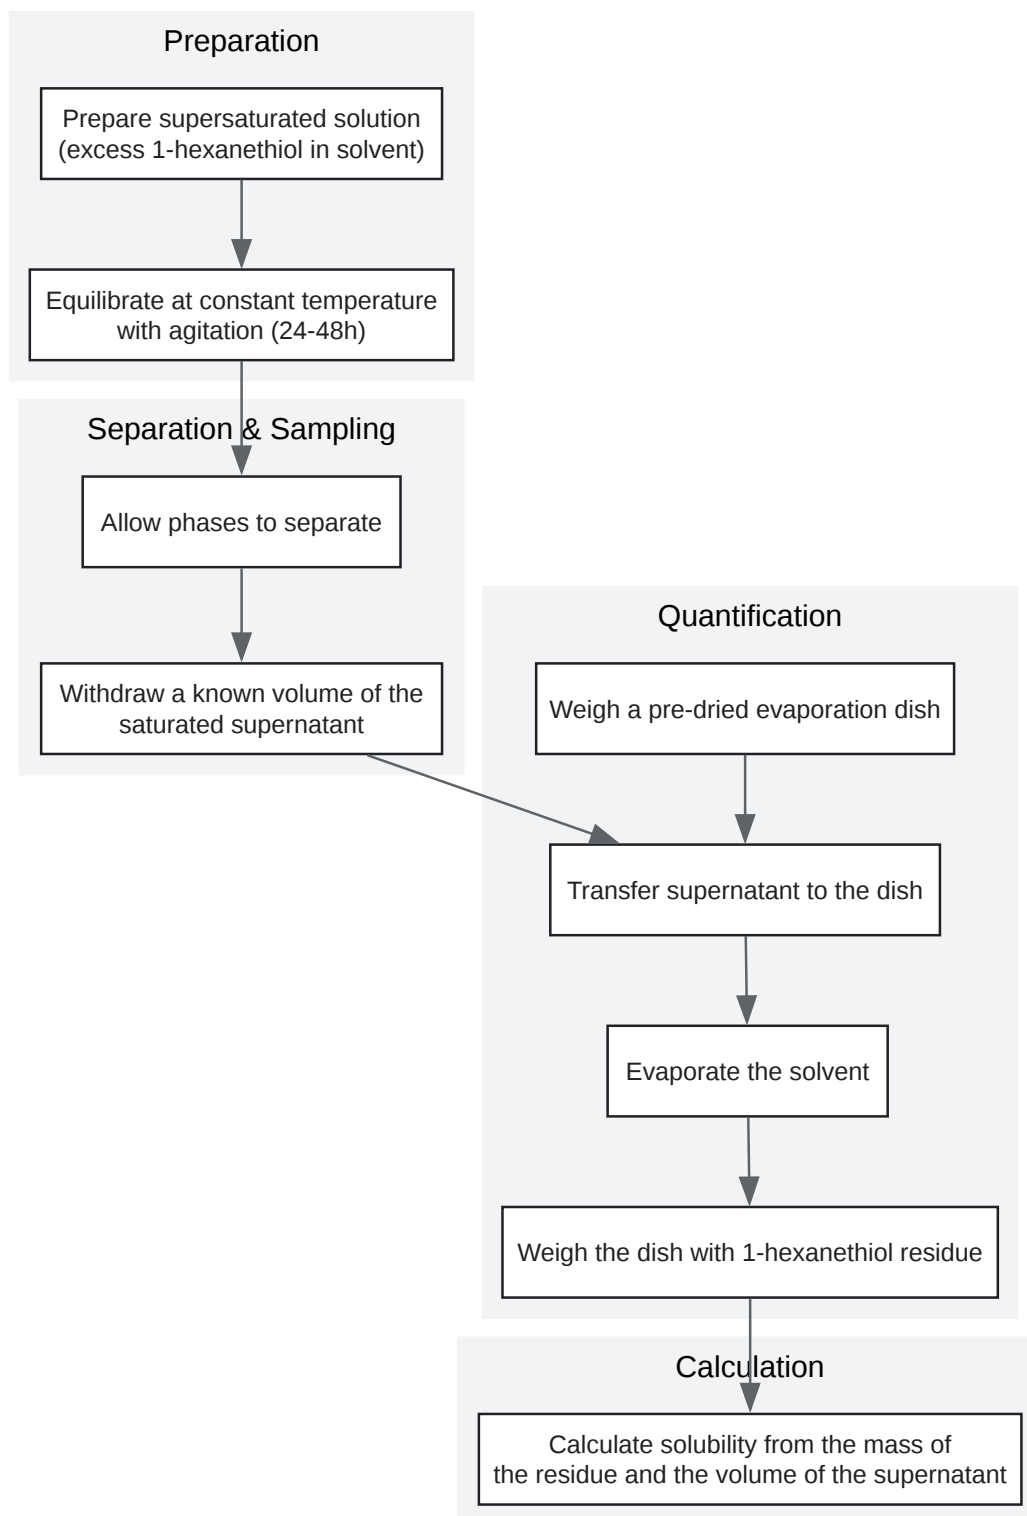 Preparation
Prepare supersaturated solution
(excess 1-hexanethiol in solvent)
Equilibrate at constant temperature
with agitation (24-48h)
Separation & Sampling
Allow phases to separate
Withdraw a known volume of the
saturated supernatant
Quantification
Weigh a pre-dried evaporation dish
Transfer supernatant to the dish
Evaporate the solvent
Weigh the dish with 1-hexanethiol residue
Calculation
Calculate solubility from the mass of
the residue and the volume of the supernatant